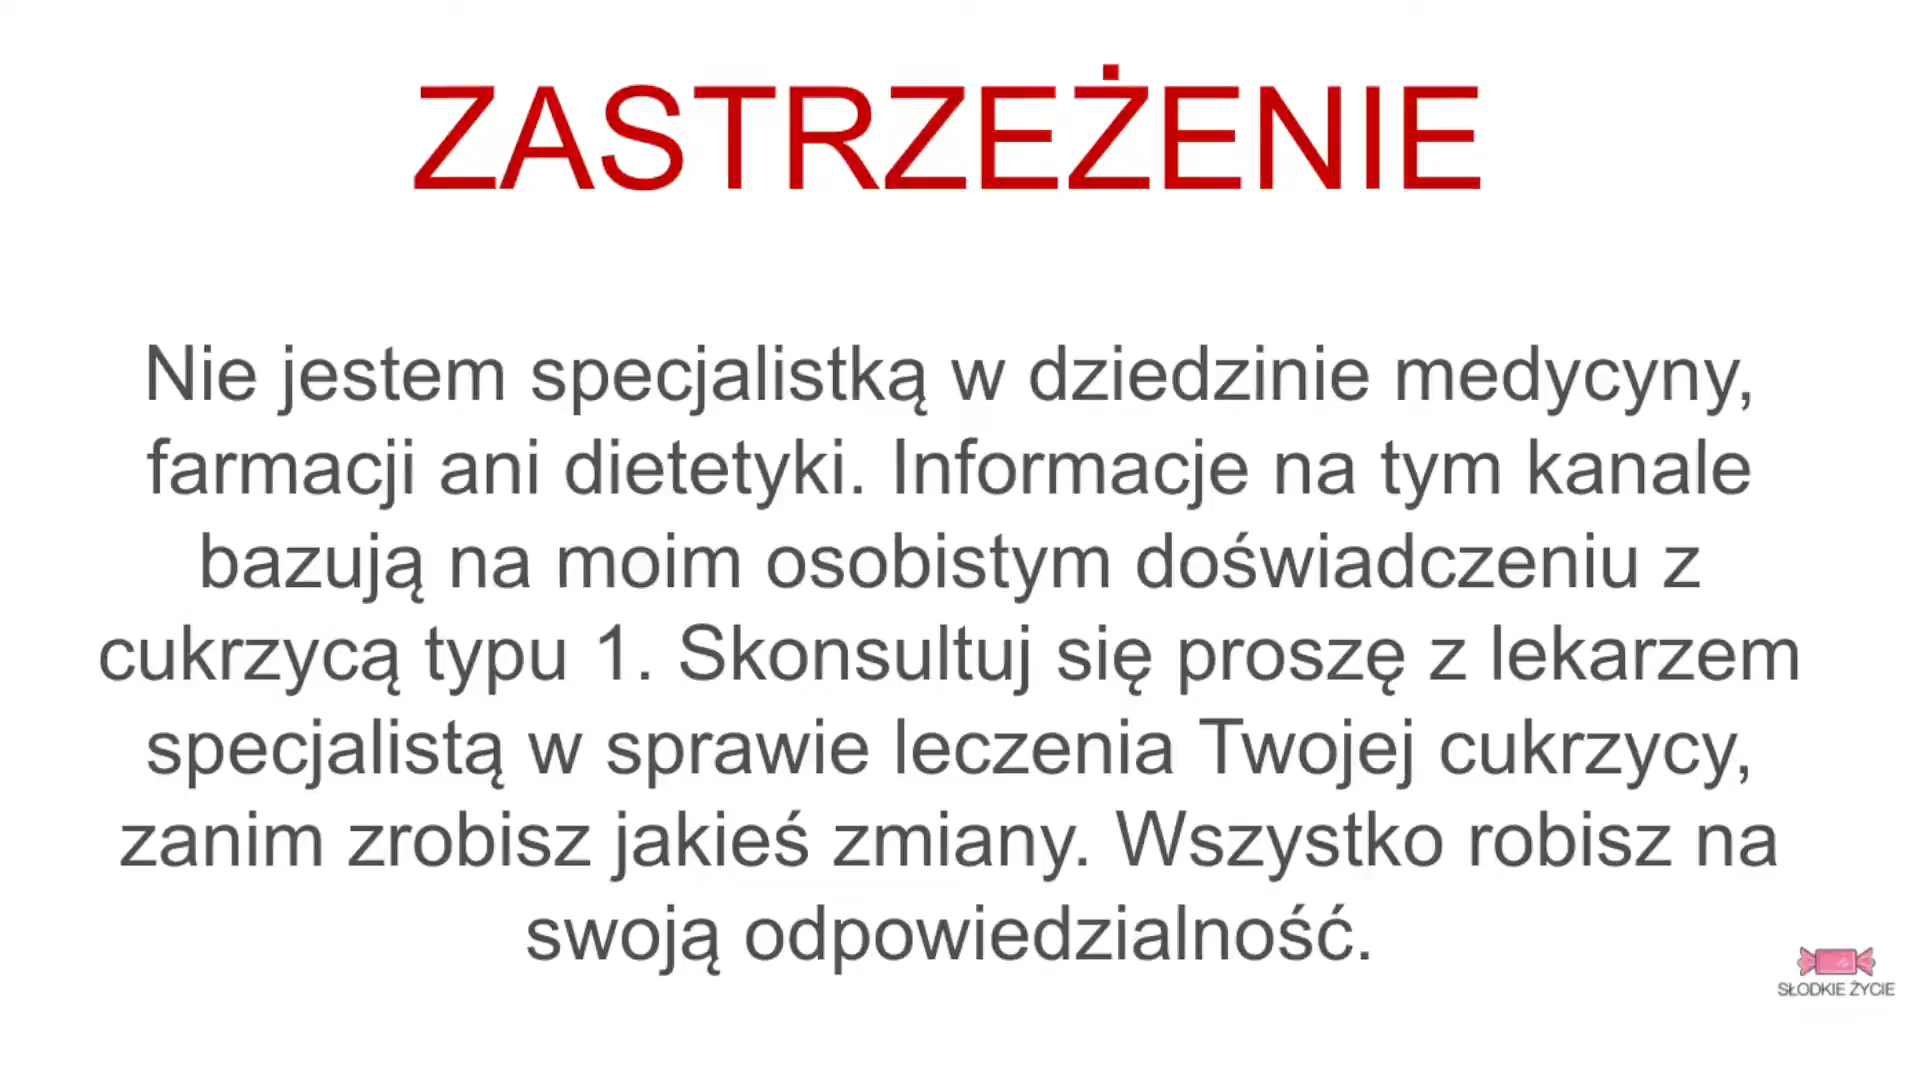 ZASTRZEŻENIE
Nie jestem specjalistką w dziedzinie medycyny,
farmacji ani dietetyki. Informacje na tym kanale
bazują na moim osobistym doświadczeniu z
cukrzycą typu 1. Skonsultuj się proszę z lekarzem
specjalistą w sprawie leczenia Twojej cukrzycy,
zanim zrobisz jakieś zmiany. Wszystko robisz na
swoją odpowiedzialność.
SŁODKIE ŻYCIE